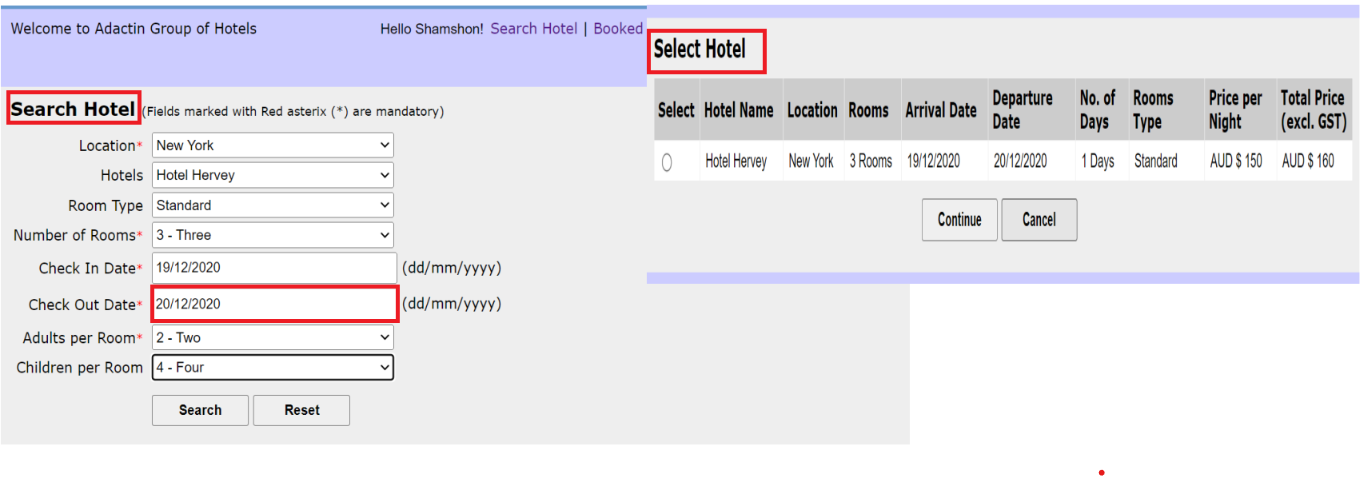 Welcome to Adactin Group of Hotels
Hello Shamshon! Search Hotel | Booked
Search Hotel (Fields marked with Red asterix (*) are mandatory)
Location* New York
Hotels Hotel Hervey
Room Type Standard
Number of Rooms* 3 - Three
Check In Date* 19/12/2020 (dd/mm/yyyy)
Check Out Date* 20/12/2020 (dd/mm/yyyy)
Adults per Room* 2 - Two
Children per Room 4 - Four
Search Reset
Select Hotel
Select Hotel Name Location Rooms Arrival Date Departure Date No. of Days Rooms Type Price per Night Total Price (excl. GST)
Hotel Hervey New York 3 Rooms 19/12/2020 20/12/2020 1 Days Standard AUD $ 150 AUD $ 160
Continue Cancel